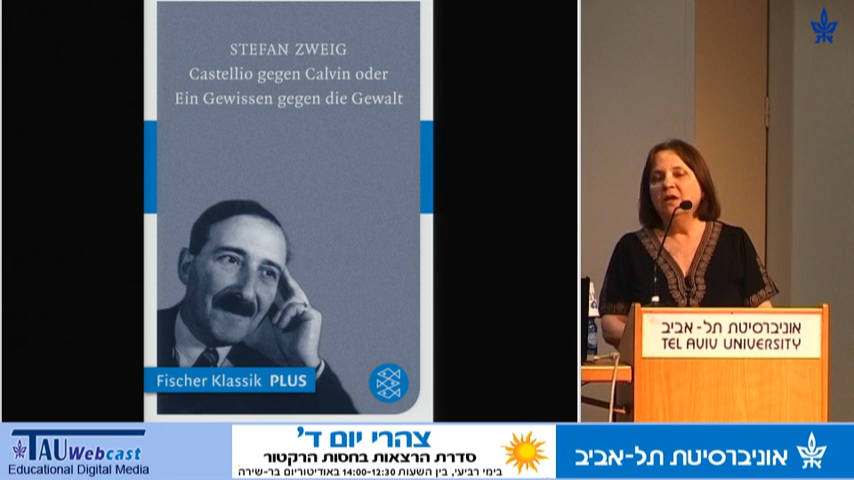 STEFAN ZWEIG
Castellio gegen Calvin oder
Ein Gewissen gegen die Gewalt
Fischer Klassik PLUS
אוניברסיטת תל-אביב
TEL AVIV UNIVERSITY
TAU Webcast
Educational Digital Media
צהרי יום ד'
סדרת הרצאות בחסות הרקטור
בימי רביעי, בין השעות 14:00-12:30 באודיטוריום בר-שירה
אוניברסיטת תל-אביב